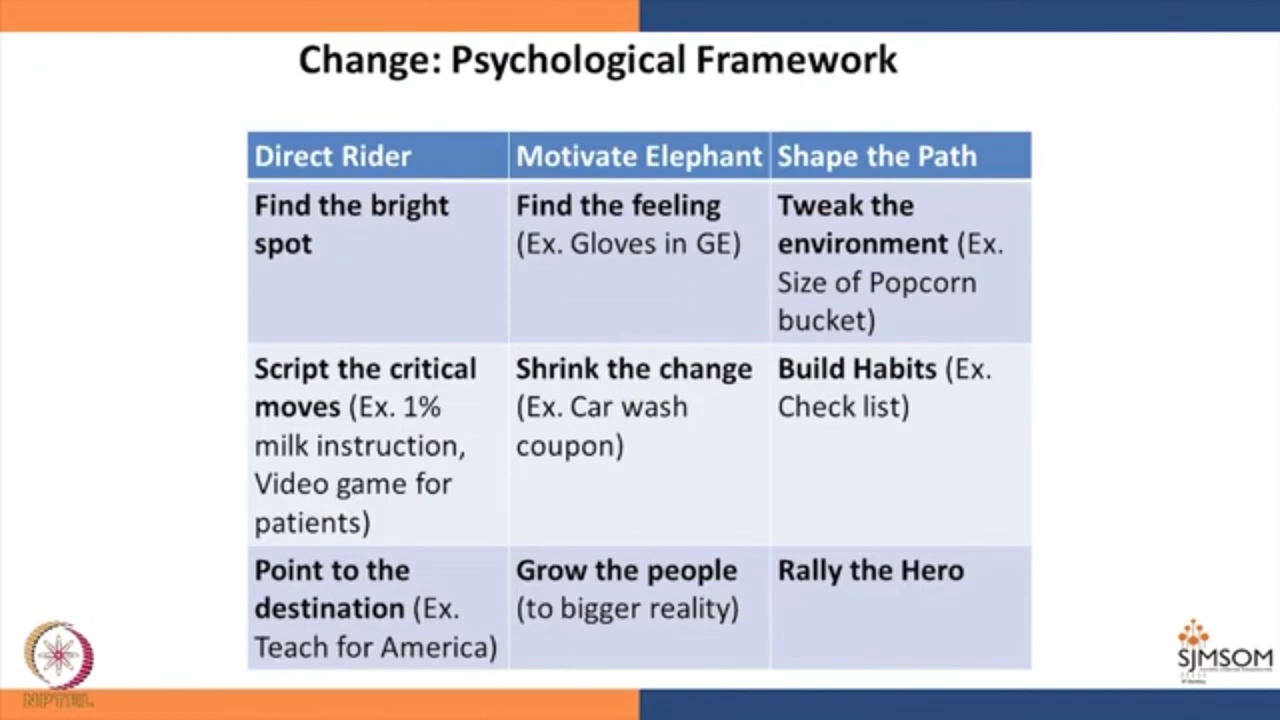 Change: Psychological Framework
Direct Rider
Motivate Elephant
Shape the Path
Find the bright
spot
Find the feeling
(Ex. Gloves in GE)
Tweak the
environment (Ex.
Size of Popcorn
bucket)
Script the critical
moves (Ex. 1%
milk instruction,
Video game for
patients)
Shrink the change
(Ex. Car wash
coupon)
Build Habits (Ex.
Check list)
Point to the
destination (Ex.
Teach for America)
Grow the people
(to bigger reality)
Rally the Hero
NPTEL
SJMSOM